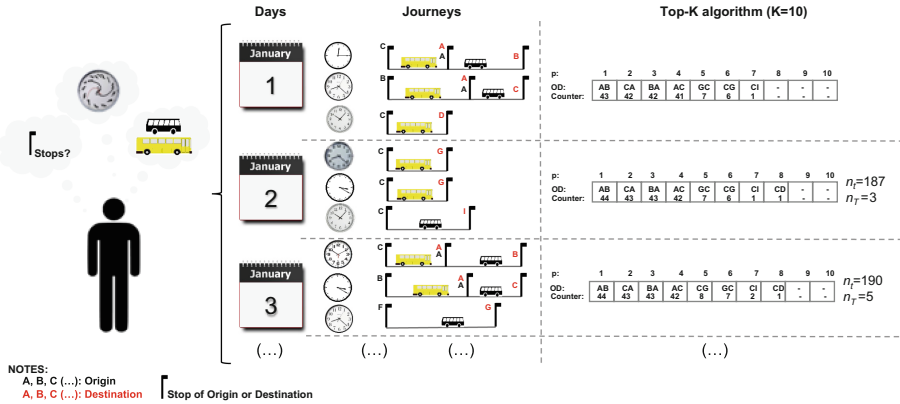 Days Journeys Top-K algorithm (K=10)
Stops?
January
1
C A A B
B A A C
C D
p: 1 2 3 4 5 6 7 8 9 10
OD: AB CA BA AC GC CG CI - - -
Counter: 43 42 42 41 7 6 1 - - -
January
2
C G
C G
C I
p: 1 2 3 4 5 6 7 8 9 10
OD: AB CA BA AC GC CG CI CD - -
Counter: 44 43 43 42 7 6 1 1 - -
nt=187
nT=3
January
3
C A A B
B A A C
F G
p: 1 2 3 4 5 6 7 8 9 10
OD: AB CA BA AC CG GC CI CD - -
Counter: 44 43 43 42 8 7 2 1 - -
nt=190
nT=5
(...) (...) (...) (...)
NOTES:
A, B, C (...): Origin
A, B, C (...): Destination
Stop of Origin or Destination